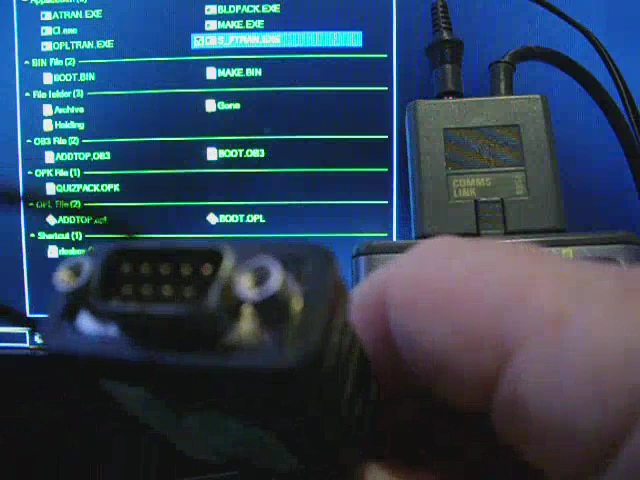 ATRAN.EXE
BLDPACK.EXE
MAKE.EXE
OPLTRAN.EXE
BIN File (2)
BOOT.BIN
MAKE.BIN
File folder (3)
Archive
Gone
Holding
OB3 File (2)
ADDTOP.OB3
BOOT.OB3
OPK File (1)
QUIZPACK.OPK
OPL File (2)
ADDTOP.opl
BOOT.OPL
Shortcut (1)
COMMS
LINK